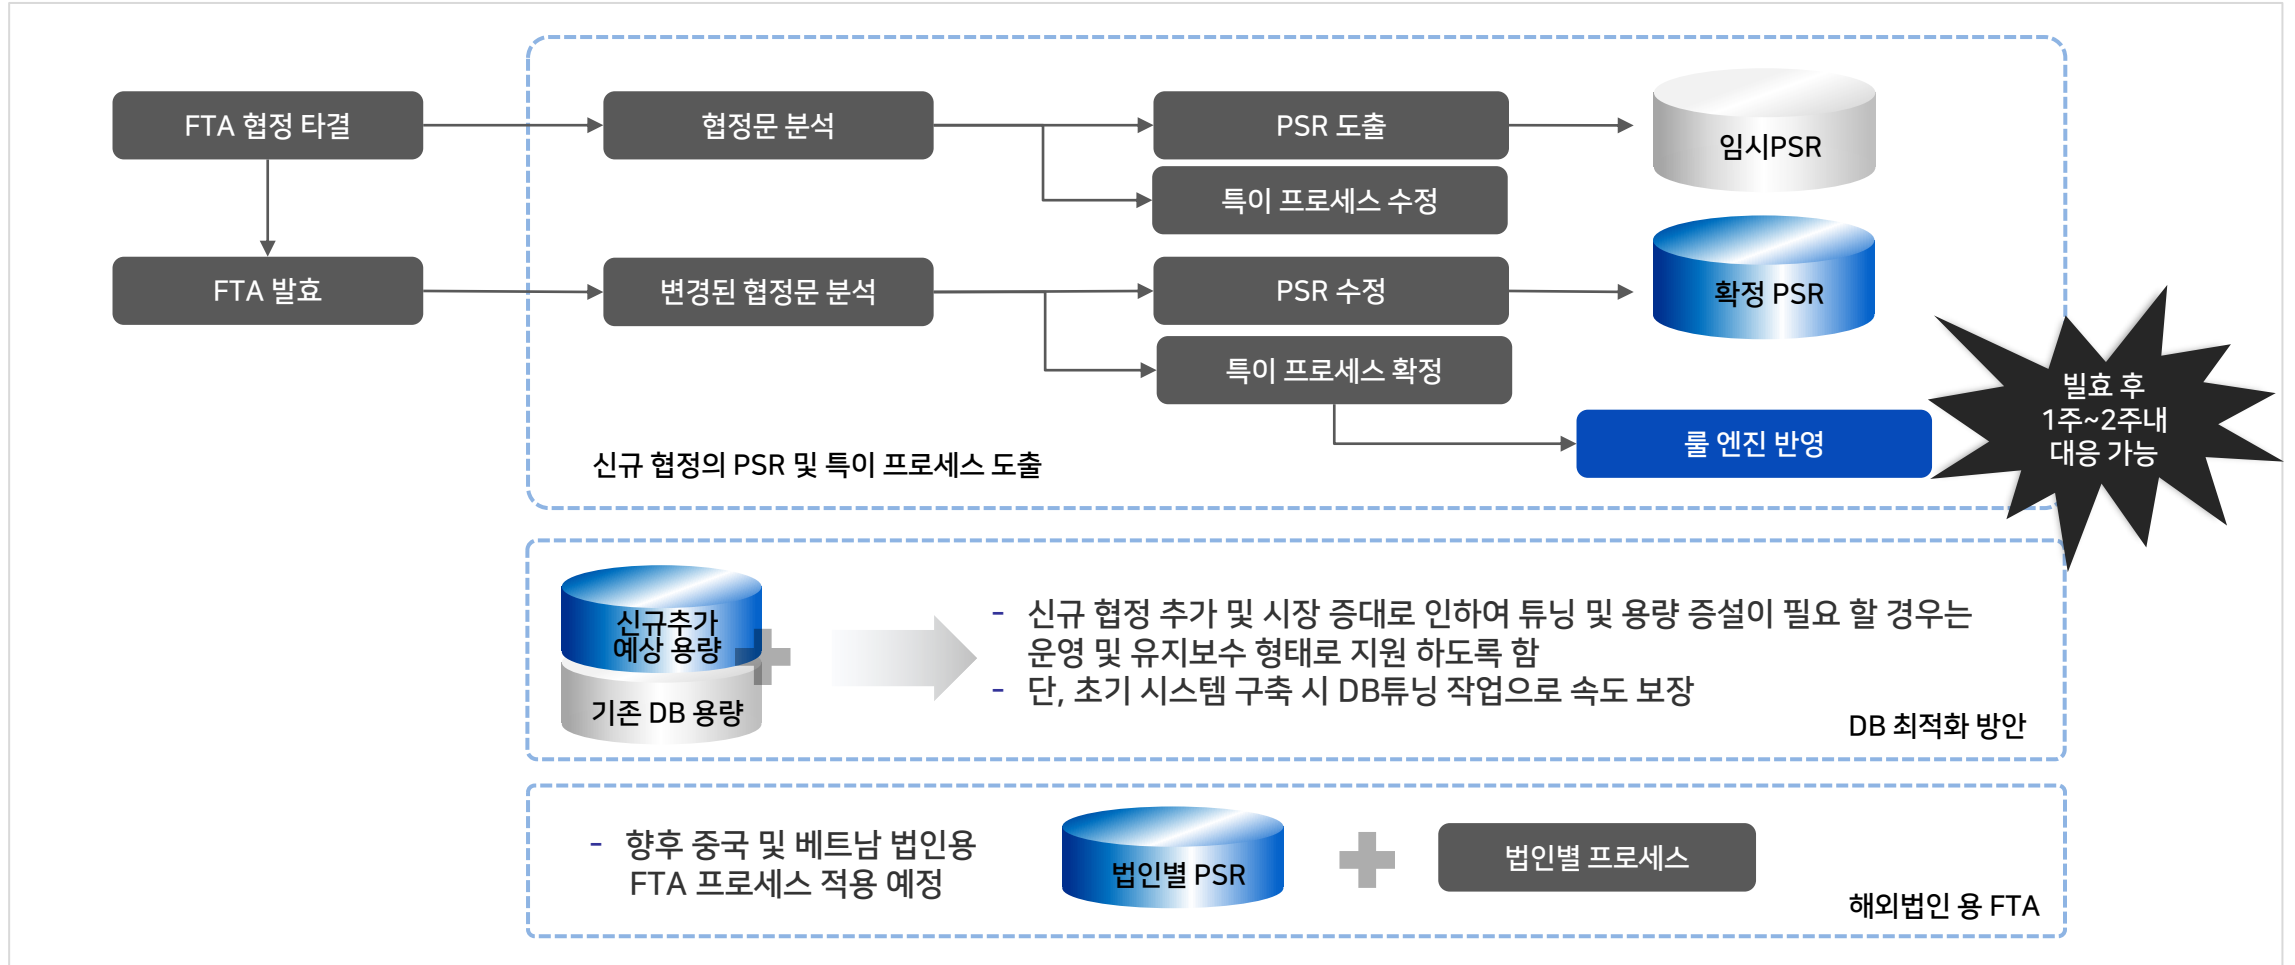 FTA 협정 타결
협정문 분석
PSR 도출
임시PSR
특이 프로세스 수정
FTA 발효
변경된 협정문 분석
PSR 수정
확정 PSR
특이 프로세스 확정
룰 엔진 반영
빌효 후
1주~2주내
대응 가능
신규 협정의 PSR 및 특이 프로세스 도출
신규추가
예상 용량
기존 DB 용량
- 신규 협정 추가 및 시장 증대로 인하여 튜닝 및 용량 증설이 필요 할 경우는
운영 및 유지보수 형태로 지원 하도록 함
- 단, 초기 시스템 구축 시 DB튜닝 작업으로 속도 보장
DB 최적화 방안
- 향후 중국 및 베트남 법인용
FTA 프로세스 적용 예정
법인별 PSR
법인별 프로세스
해외법인 용 FTA